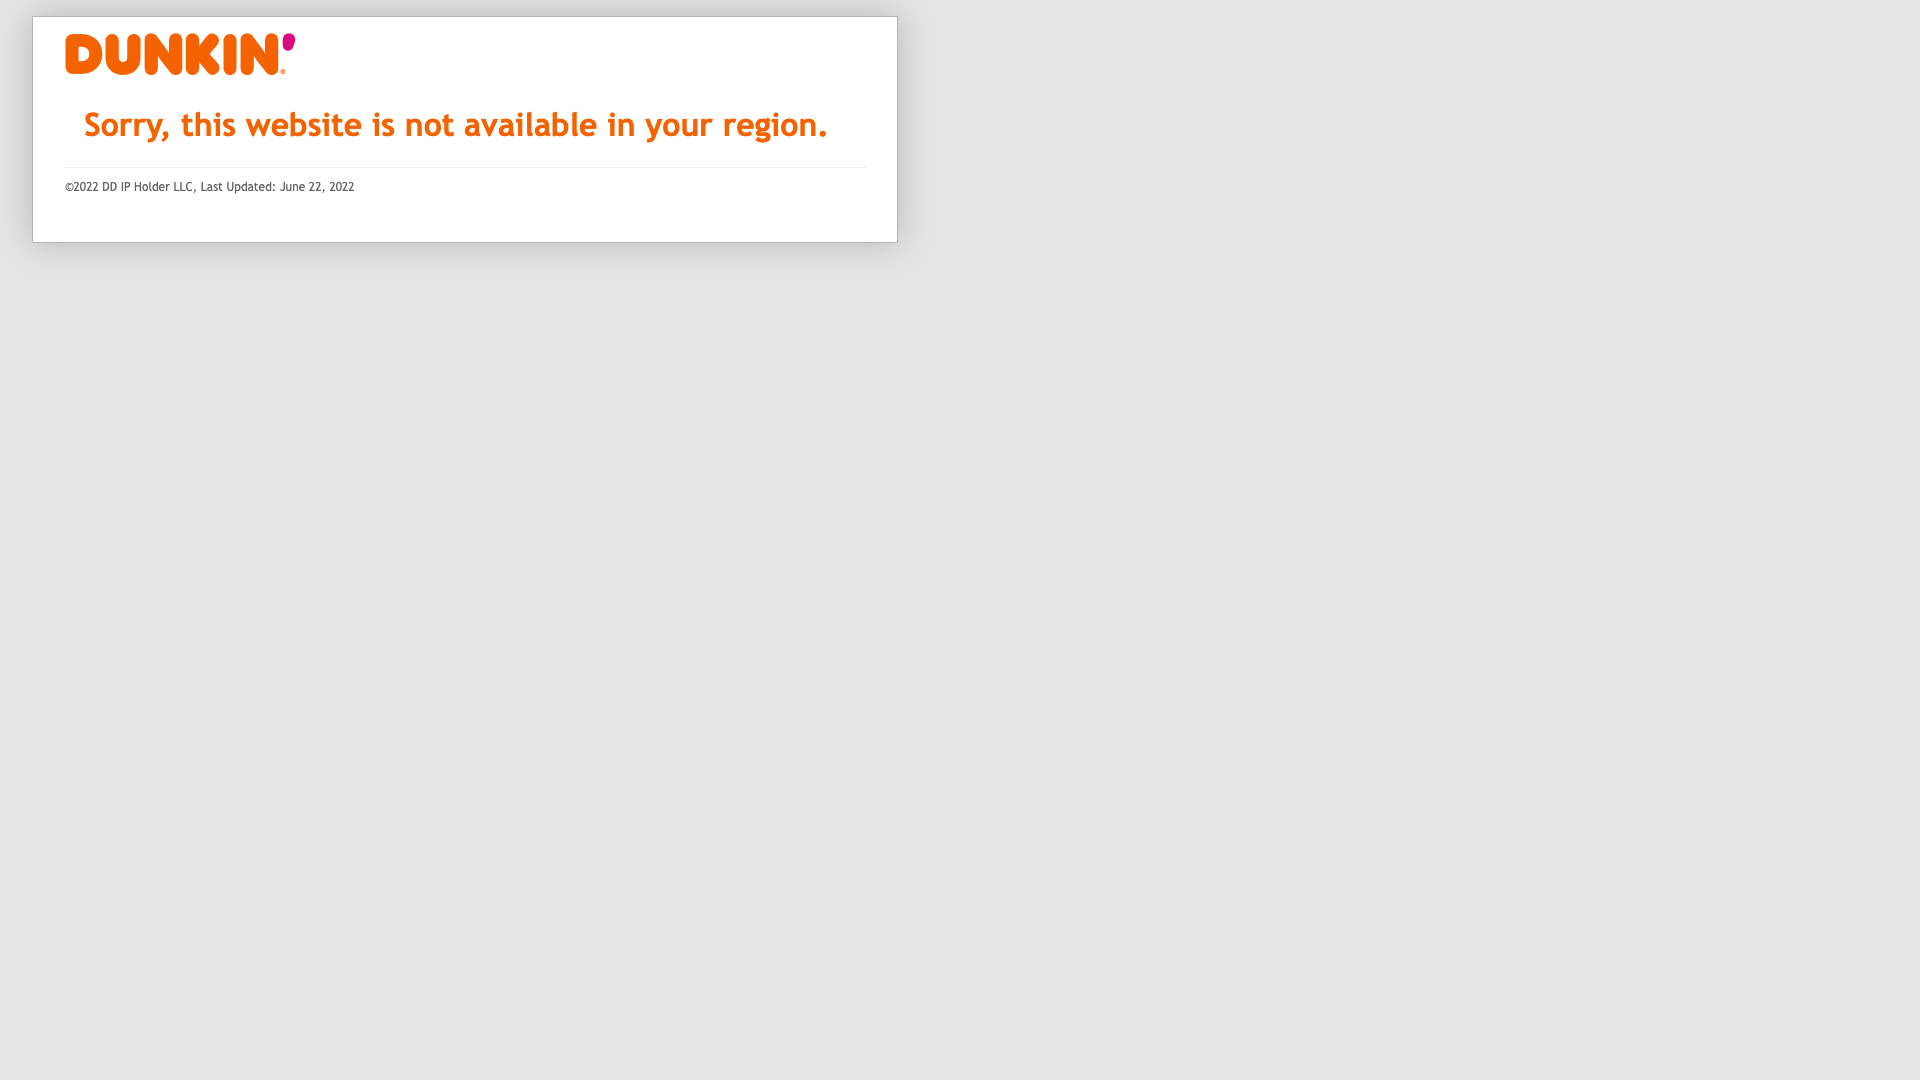 DUNKIN'®
Sorry, this website is not available in your region.
©2022 DD IP Holder LLC, Last Updated: June 22, 2022